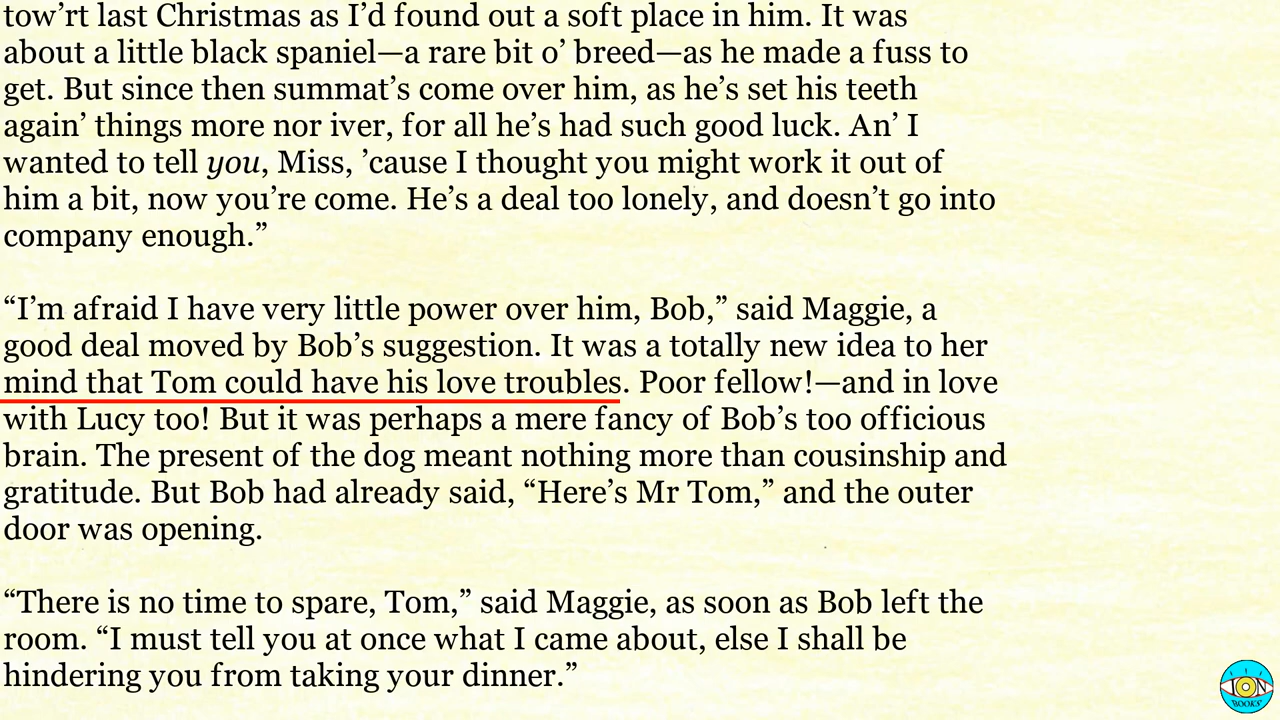 tow’rt last Christmas as I’d found out a soft place in him. It was
about a little black spaniel—a rare bit o’ breed—as he made a fuss to
get. But since then summat’s come over him, as he’s set his teeth
again’ things more nor iver, for all he’s had such good luck. An’ I
wanted to tell you, Miss, ’cause I thought you might work it out of
him a bit, now you’re come. He’s a deal too lonely, and doesn’t go into
company enough.”
“I’m afraid I have very little power over him, Bob,” said Maggie, a
good deal moved by Bob’s suggestion. It was a totally new idea to her
mind that Tom could have his love troubles. Poor fellow!—and in love
with Lucy too! But it was perhaps a mere fancy of Bob’s too officious
brain. The present of the dog meant nothing more than cousinship and
gratitude. But Bob had already said, “Here’s Mr Tom,” and the outer
door was opening.
“There is no time to spare, Tom,” said Maggie, as soon as Bob left the
room. “I must tell you at once what I came about, else I shall be
hindering you from taking your dinner.”
ION
BOOKS